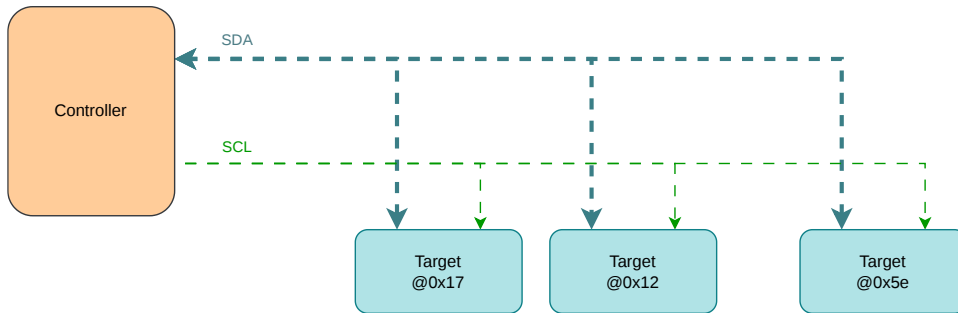 SDA
Controller
SCL
Target
@0x17
Target
@0x12
Target
@0x5e